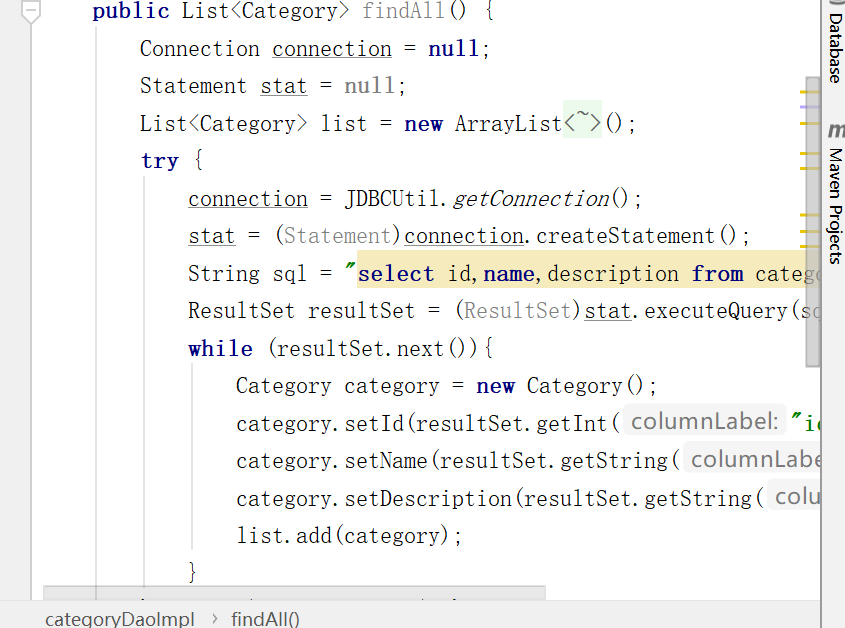 public List<Category> findAll() {
Connection connection = null;
Statement stat = null;
List<Category> list = new ArrayList<~>();
try {
connection = JDBCUtil.getConnection();
stat = (Statement)connection.createStatement();
String sql = "select id,name,description from catego
ResultSet resultSet = (ResultSet)stat.executeQuery(sq
while (resultSet.next()){
Category category = new Category();
category.setId(resultSet.getInt( columnLabel: "id
category.setName(resultSet.getString( columnLabe
category.setDescription(resultSet.getString( colu
list.add(category);
}
categoryDaoImpl › findAll()
Database
m Maven Projects